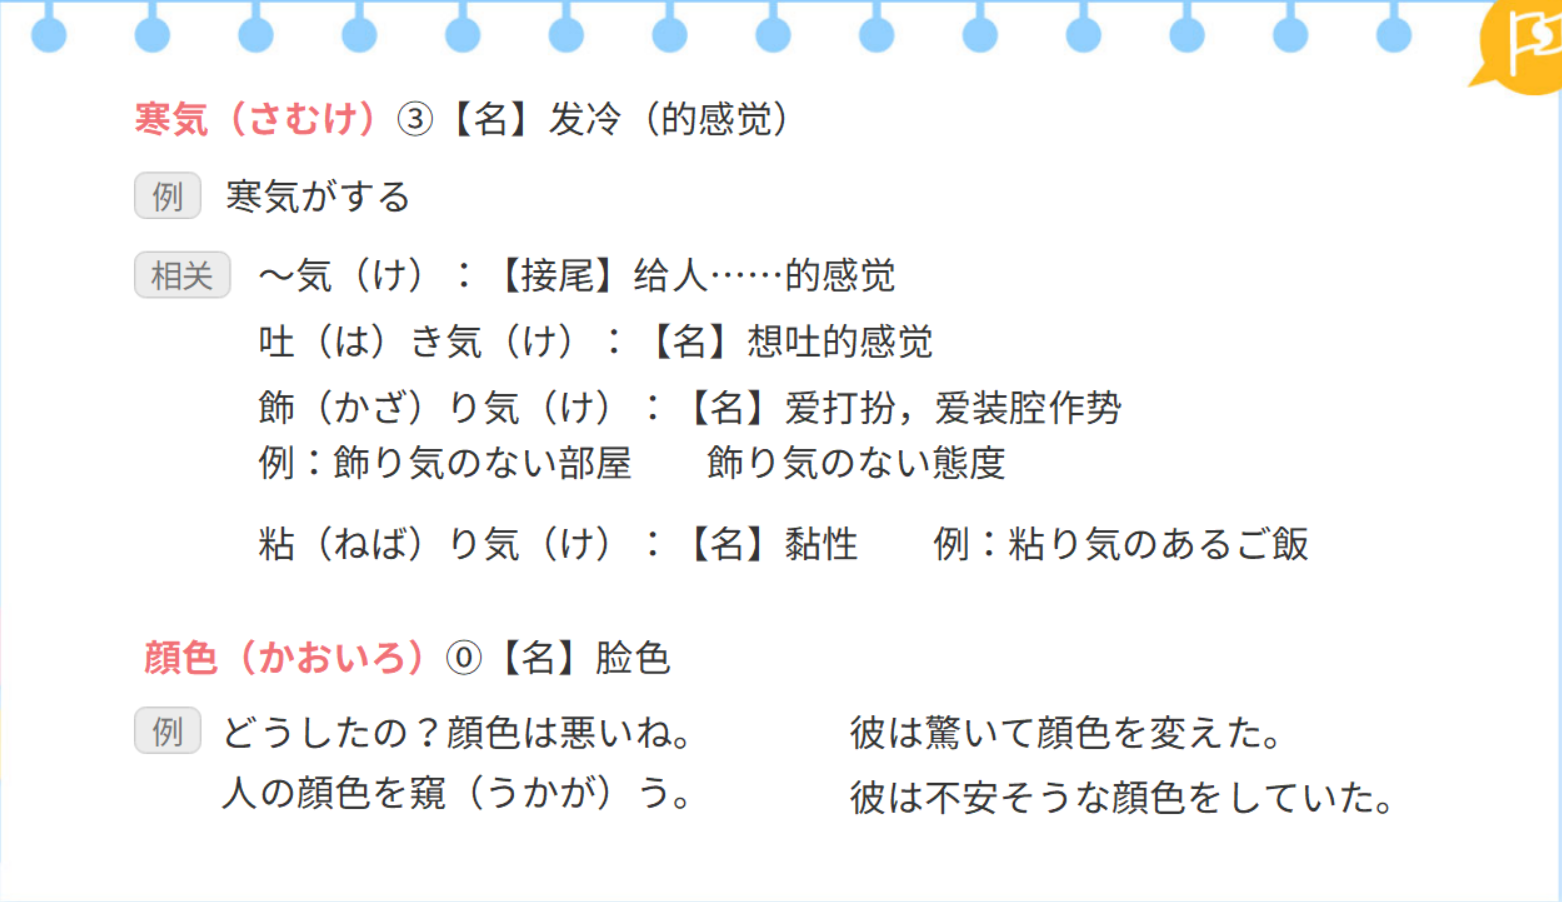 寒気（さむけ）③【名】发冷（的感觉）
例 寒気がする
相关 ～気（け）：【接尾】给人……的感觉
吐（は）き気（け）：【名】想吐的感觉
飾（かざ）り気（け）：【名】爱打扮，爱装腔作势
例：飾り気のない部屋　　飾り気のない態度
粘（ねば）り気（け）：【名】黏性　　例：粘り気のあるご飯
顔色（かおいろ）⓪【名】脸色
例 どうしたの？顔色は悪いね。　　彼は驚いて顔色を変えた。
人の顔色を窺（うかが）う。　　彼は不安そうな顔色をしていた。